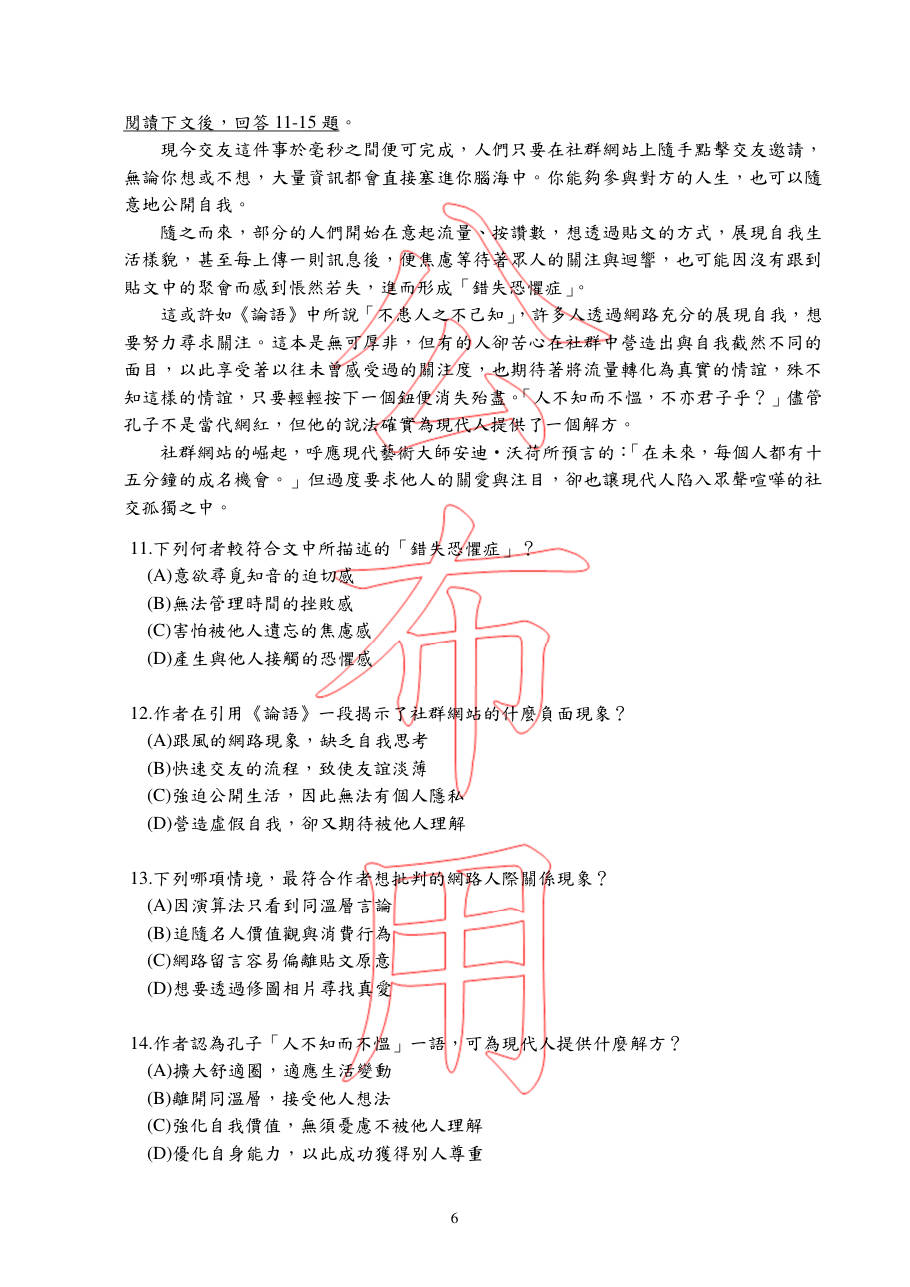 閱讀下文後，回答 11-15 題。
現今交友這件事於毫秒之間便可完成，人們只要在社群網站上隨手點擊交友邀請，
無論你想或不想，大量資訊都會直接塞進你腦海中。你能夠參與對方的人生，也可以隨
意地公開自我。
隨之而來，部分的人們開始在意起流量、按讚數，想透過貼文的方式，展現自我生
活樣貌，甚至每上傳一則訊息後，便焦慮等待著眾人的關注與迴響，也可能因沒有跟到
貼文中的聚會而感到悵然若失，進而形成「錯失恐懼症」。
這或許如《論語》中所說「不患人之不己知」，許多人透過網路充分的展現自我，想
要努力尋求關注。這本是無可厚非，但有的人卻苦心在社群中營造出與自我截然不同的
面目，以此享受著以往未曾感受過的關注度，也期待著將流量轉化為真實的情誼，殊不
知這樣的情誼，只要輕輕按下一個鈕便消失殆盡。「人不知而不慍，不亦君子乎？」儘管
孔子不是當代網紅，但他的說法確實為現代人提供了一個解方。
社群網站的崛起，呼應現代藝術大師安迪‧沃荷所預言的：「在未來，每個人都有十
五分鐘的成名機會。」但過度要求他人的關愛與注目，卻也讓現代人陷入眾聲喧嘩的社
交孤獨之中。
11.下列何者較符合文中所描述的「錯失恐懼症」？
(A)意欲尋覓知音的迫切感
(B)無法管理時間的挫敗感
(C)害怕被他人遺忘的焦慮感
(D)產生與他人接觸的恐懼感
12.作者在引用《論語》一段揭示了社群網站的什麼負面現象？
(A)跟風的網路現象，缺乏自我思考
(B)快速交友的流程，致使友誼淡薄
(C)強迫公開生活，因此無法有個人隱私
(D)營造虛假自我，卻又期待被他人理解
13.下列哪項情境，最符合作者想批判的網路人際關係現象？
(A)因演算法只看到同溫層言論
(B)追隨名人價值觀與消費行為
(C)網路留言容易偏離貼文原意
(D)想要透過修圖相片尋找真愛
14.作者認為孔子「人不知而不慍」一語，可為現代人提供什麼解方？
(A)擴大舒適圈，適應生活變動
(B)離開同溫層，接受他人想法
(C)強化自我價值，無須憂慮不被他人理解
(D)優化自身能力，以此成功獲得別人尊重
6
公布用